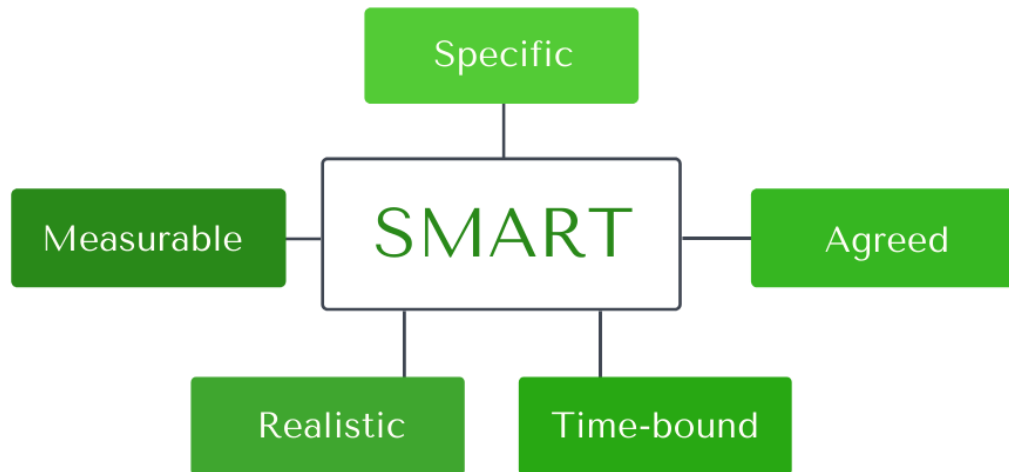 Specific
Measurable
SMART
Agreed
Realistic
Time-bound